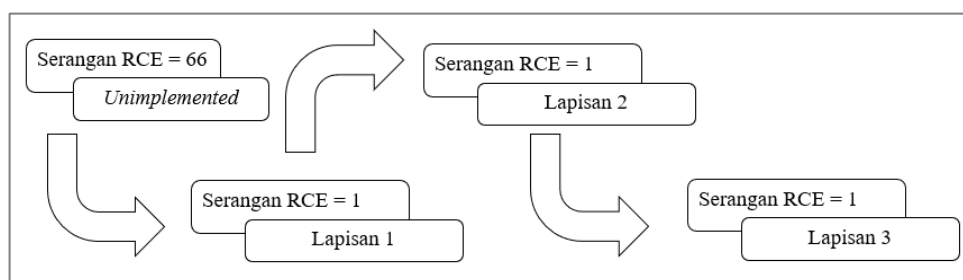 Serangan RCE = 66
Unimplemented
Serangan RCE = 1
Lapisan 1
Serangan RCE = 1
Lapisan 2
Serangan RCE = 1
Lapisan 3